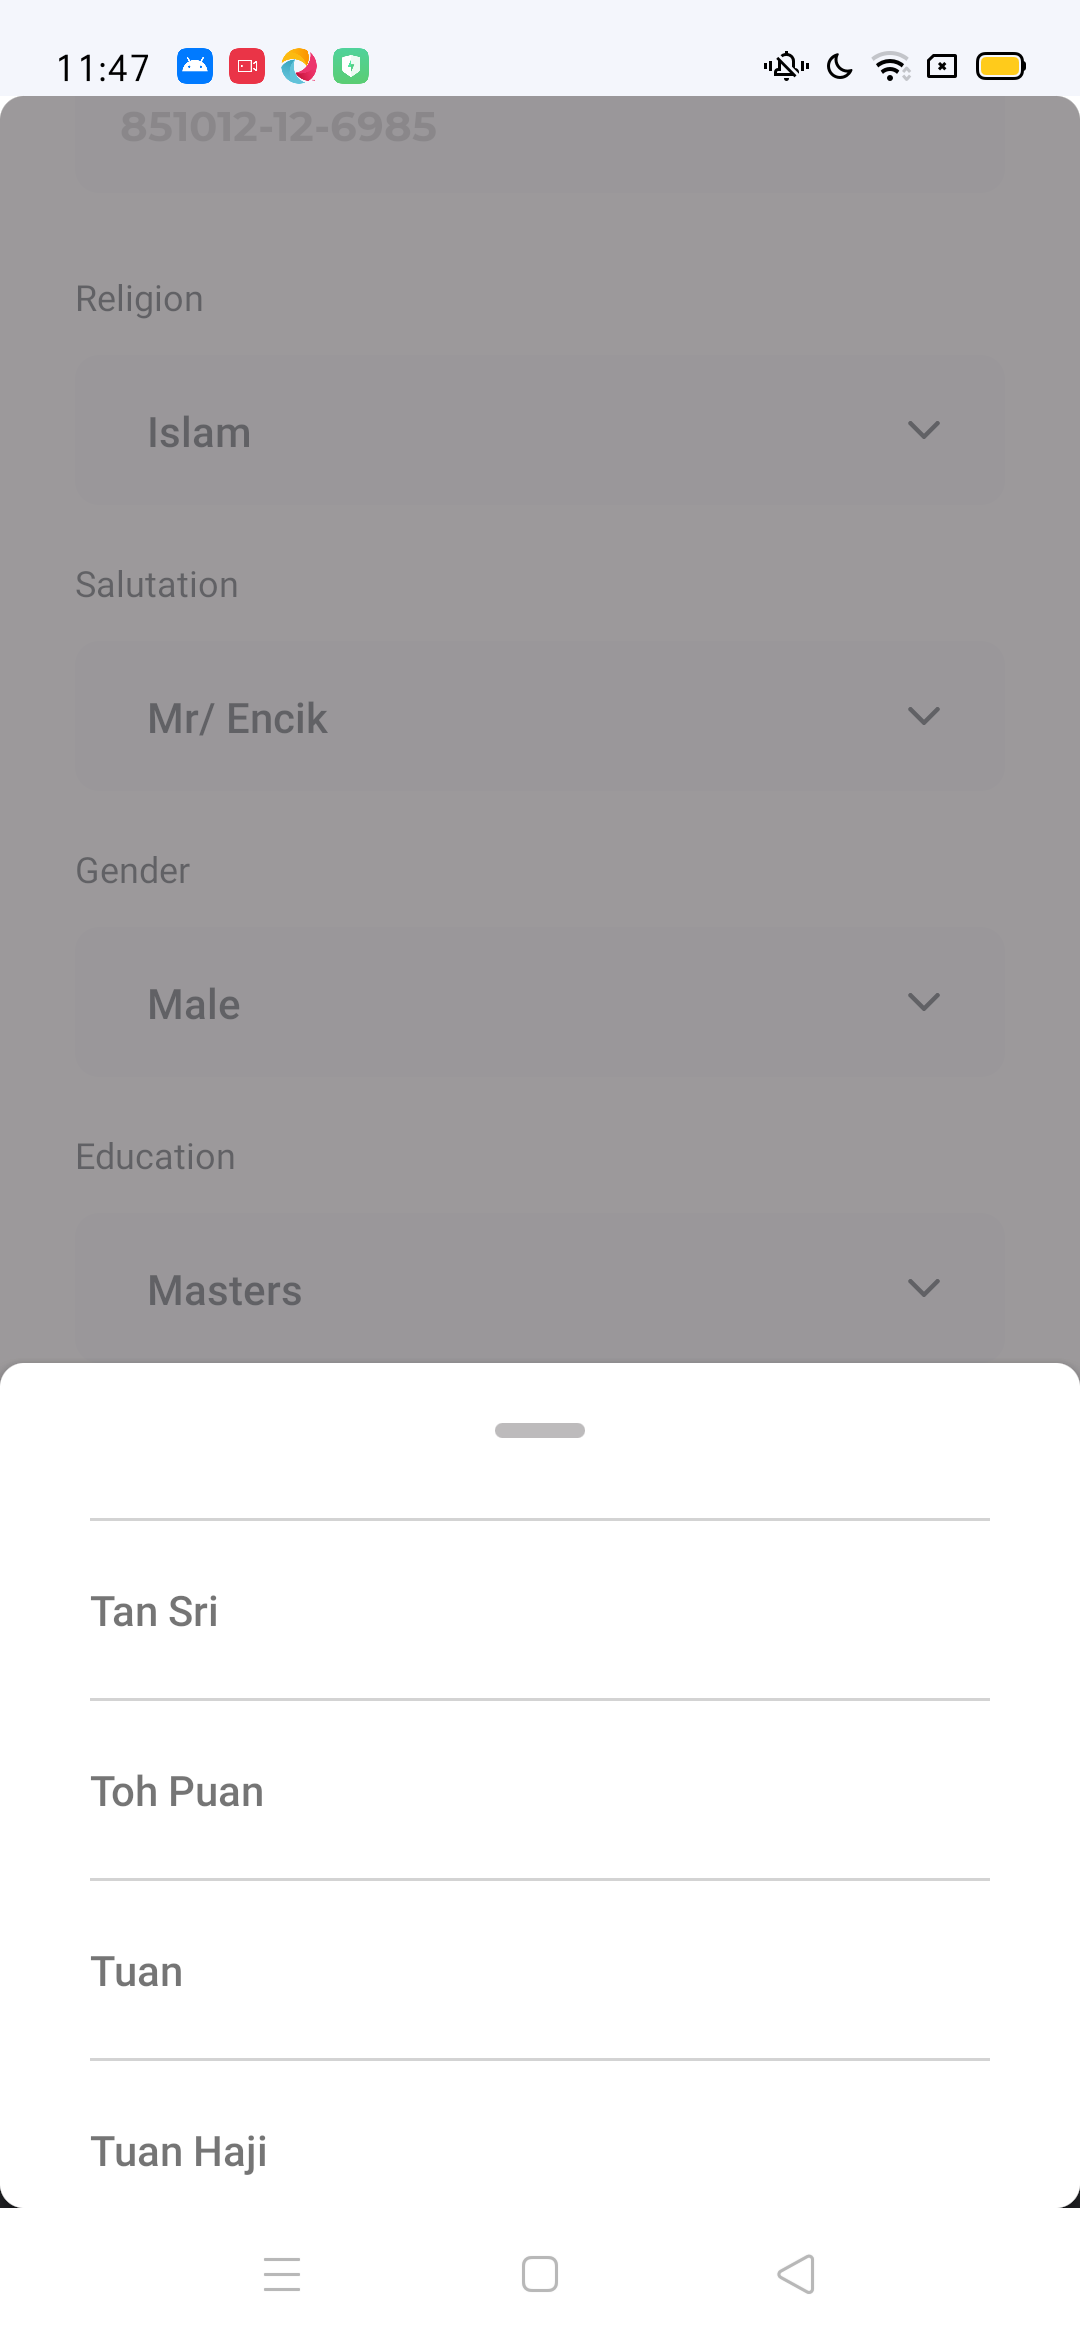 11:47
851012-12-6985
Religion
Islam
Salutation
Mr/ Encik
Gender
Male
Education
Masters
Tan Sri
Toh Puan
Tuan
Tuan Haji